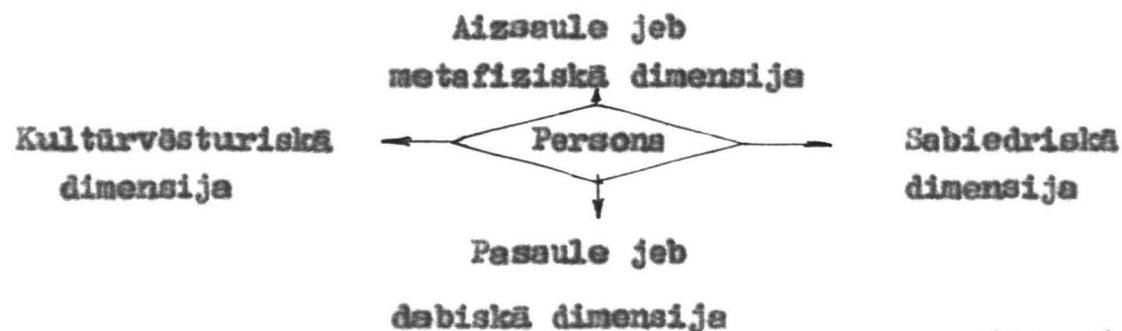 Aizsaule jeb
metafiziskā dimensija
Kultūrvēsturiskā
dimensija
Persona
Sabiedriskā
dimensija
Pasaule jeb
dabiskā dimensija